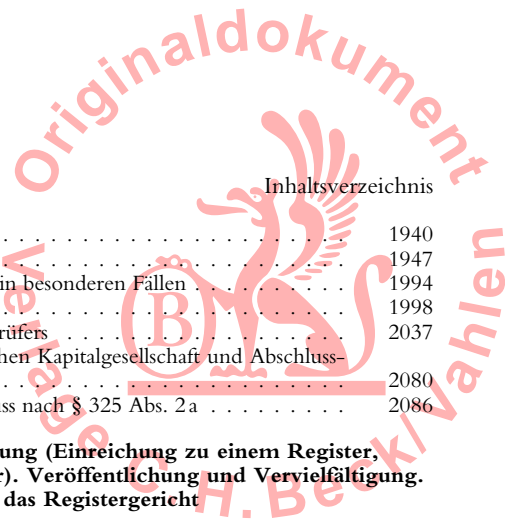 Originaldokument
Inhaltsverzeichnis
. . . . . . . . . . . . . . . . . . . . . 1940
. . . . . . . . . . . . . . . . . . . . . 1947
in besonderen Fällen . . . . . . . . . . 1994
. . . . . . . . . . . . . . . . . . . . . 1998
rüfers . . . . . . . . . . . . . . . . . . 2037
hen Kapitalgesellschaft und Abschluss-
. . . . . . . . . . . . . . . . . . . . . 2080
ss nach § 325 Abs. 2a . . . . . . . . . 2086
ung (Einreichung zu einem Register,
r). Veröffentlichung und Vervielfältigung.
das Registergericht
B
Verlage C.H.Beck/Vahlen